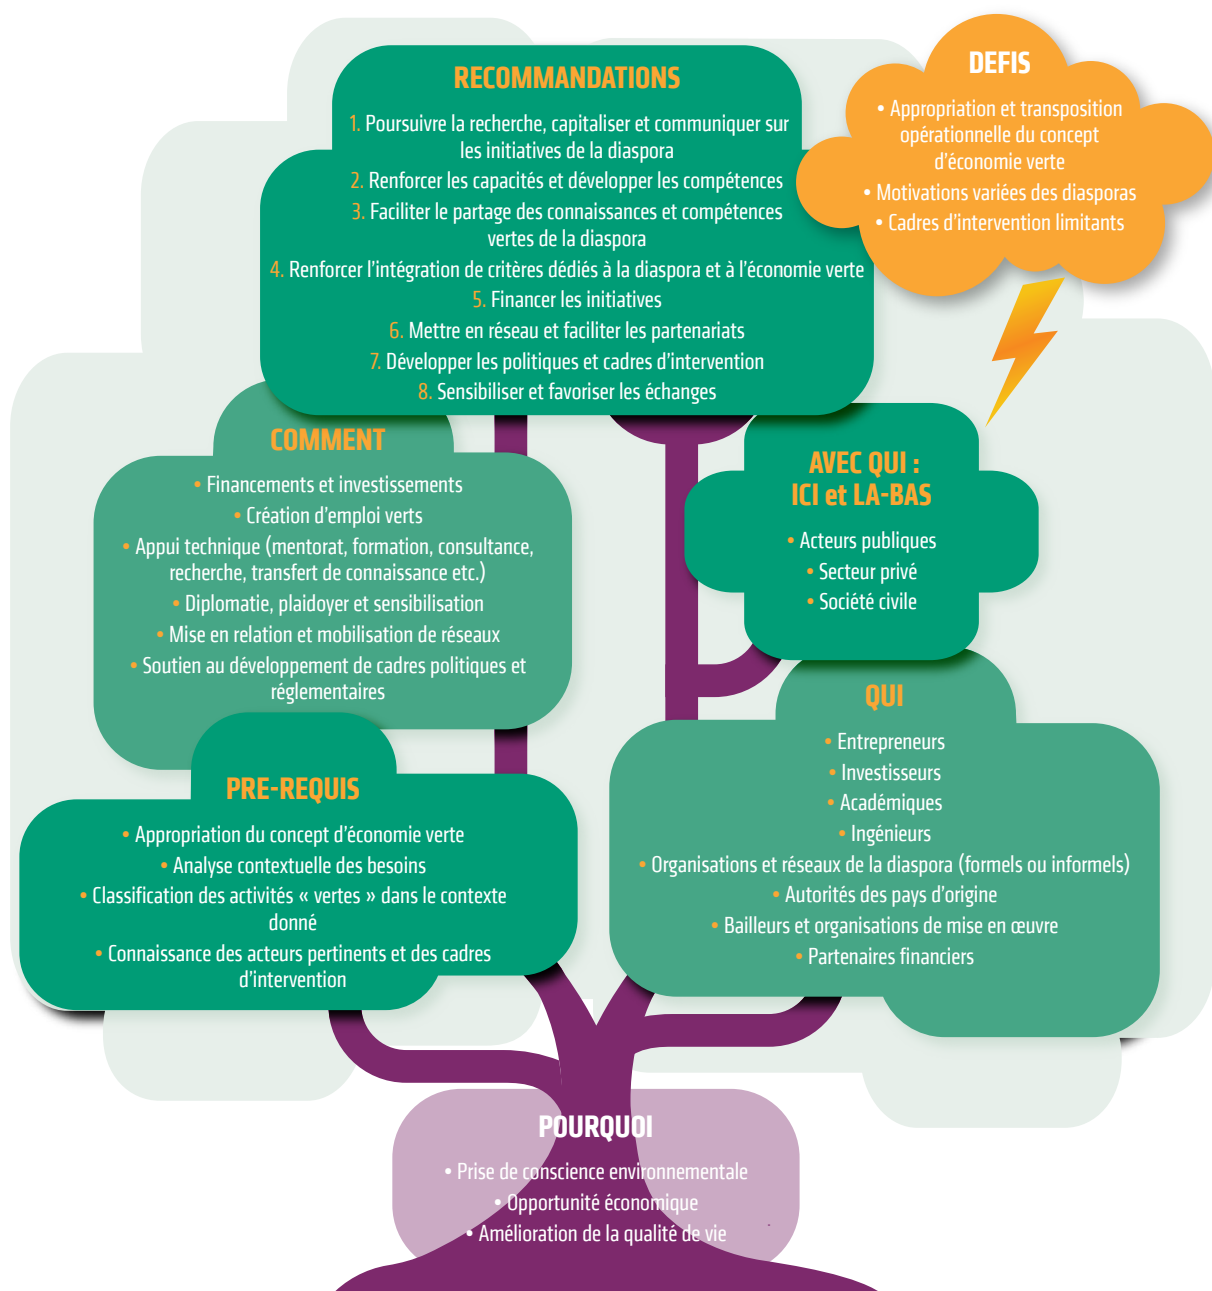 RECOMMANDATIONS
1. Poursuivre la recherche, capitaliser et communiquer sur
les initiatives de la diaspora
2. Renforcer les capacités et développer les compétences
3. Faciliter le partage des connaissances et compétences
vertes de la diaspora
4. Renforcer l'intégration de critères dédiés à la diaspora et à l'économie verte
5. Financer les initiatives
6. Mettre en réseau et faciliter les partenariats
7. Développer les politiques et cadres d'intervention
8. Sensibiliser et favoriser les échanges
DEFIS
• Appropriation et transposition
opérationnelle du concept
d'économie verte
• Motivations variées des diasporas
• Cadres d'intervention limitants
COMMENT
• Financements et investissements
• Création d'emploi verts
• Appui technique (mentorat, formation, consultance,
recherche, transfert de connaissance etc.)
• Diplomatie, plaidoyer et sensibilisation
• Mise en relation et mobilisation de réseaux
• Soutien au développement de cadres politiques et
réglementaires
AVEC QUI :
ICI et LA-BAS
• Acteurs publiques
• Secteur privé
• Société civile
PRE-REQUIS
• Appropriation du concept d'économie verte
• Analyse contextuelle des besoins
• Classification des activités « vertes » dans le contexte
donné
• Connaissance des acteurs pertinents et des cadres
d'intervention
QUI
• Entrepreneurs
• Investisseurs
• Académiques
• Ingénieurs
• Organisations et réseaux de la diaspora (formels ou informels)
• Autorités des pays d'origine
• Bailleurs et organisations de mise en œuvre
• Partenaires financiers
POURQUOI
• Prise de conscience environnementale
• Opportunité économique
• Amélioration de la qualité de vie